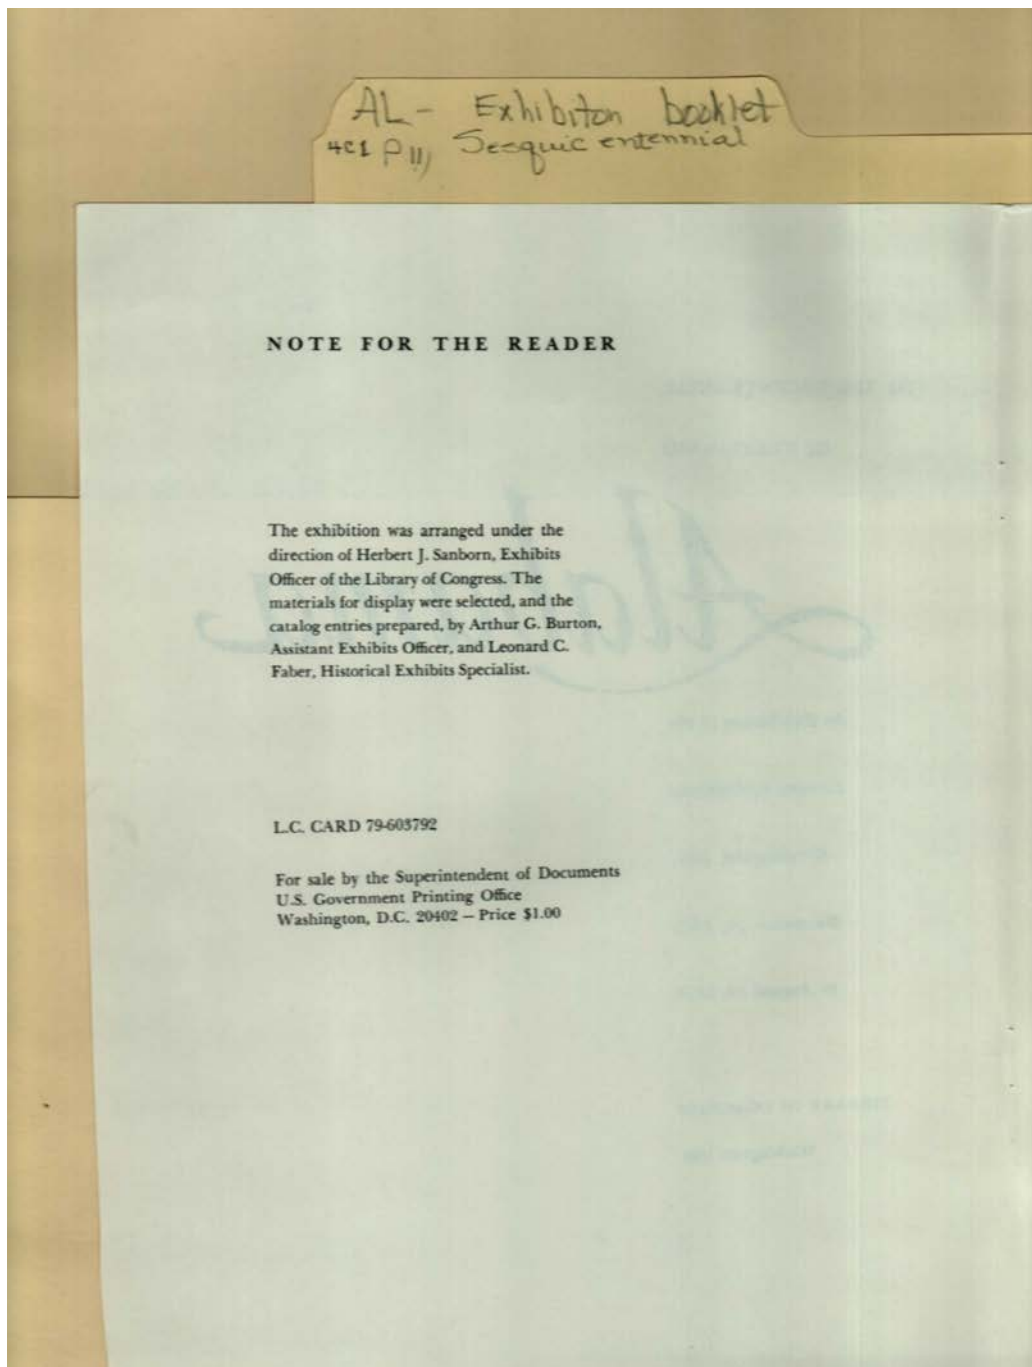 AL - Exhibiton booklet
4C1 P 11, Sesquicentennial
NOTE FOR THE READER
The exhibition was arranged under the
direction of Herbert J. Sanborn, Exhibits
Officer of the Library of Congress. The
materials for display were selected, and the
catalog entries prepared, by Arthur G. Burton,
Assistant Exhibits Officer, and Leonard C.
Faber, Historical Exhibits Specialist.
L.C. CARD 79-603792
For sale by the Superintendent of Documents
U.S. Government Printing Office
Washington, D.C. 20402 — Price $1.00